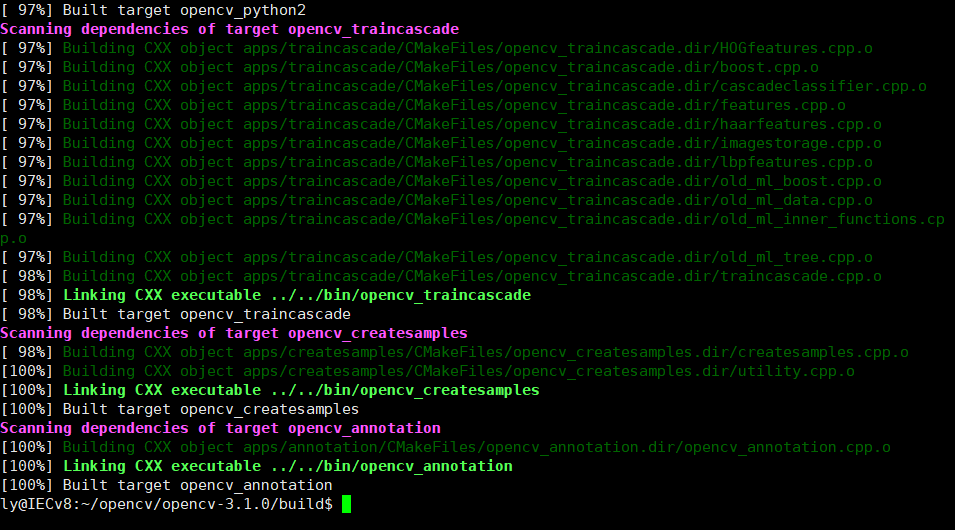 [ 97%] Built target opencv_python2
Scanning dependencies of target opencv_traincascade
[ 97%] Building CXX object apps/traincascade/CMakeFiles/opencv_traincascade.dir/HOGfeatures.cpp.o
[ 97%] Building CXX object apps/traincascade/CMakeFiles/opencv_traincascade.dir/boost.cpp.o
[ 97%] Building CXX object apps/traincascade/CMakeFiles/opencv_traincascade.dir/cascadeclassifier.cpp.o
[ 97%] Building CXX object apps/traincascade/CMakeFiles/opencv_traincascade.dir/features.cpp.o
[ 97%] Building CXX object apps/traincascade/CMakeFiles/opencv_traincascade.dir/haarfeatures.cpp.o
[ 97%] Building CXX object apps/traincascade/CMakeFiles/opencv_traincascade.dir/imagestorage.cpp.o
[ 97%] Building CXX object apps/traincascade/CMakeFiles/opencv_traincascade.dir/lbpfeatures.cpp.o
[ 97%] Building CXX object apps/traincascade/CMakeFiles/opencv_traincascade.dir/old_ml_boost.cpp.o
[ 97%] Building CXX object apps/traincascade/CMakeFiles/opencv_traincascade.dir/old_ml_data.cpp.o
[ 97%] Building CXX object apps/traincascade/CMakeFiles/opencv_traincascade.dir/old_ml_inner_functions.cp
p.o
[ 97%] Building CXX object apps/traincascade/CMakeFiles/opencv_traincascade.dir/old_ml_tree.cpp.o
[ 98%] Building CXX object apps/traincascade/CMakeFiles/opencv_traincascade.dir/traincascade.cpp.o
[ 98%] Linking CXX executable ../../bin/opencv_traincascade
[ 98%] Built target opencv_traincascade
Scanning dependencies of target opencv_createsamples
[ 98%] Building CXX object apps/createsamples/CMakeFiles/opencv_createsamples.dir/createsamples.cpp.o
[100%] Building CXX object apps/createsamples/CMakeFiles/opencv_createsamples.dir/utility.cpp.o
[100%] Linking CXX executable ../../bin/opencv_createsamples
[100%] Built target opencv_createsamples
Scanning dependencies of target opencv_annotation
[100%] Building CXX object apps/annotation/CMakeFiles/opencv_annotation.dir/opencv_annotation.cpp.o
[100%] Linking CXX executable ../../bin/opencv_annotation
[100%] Built target opencv_annotation
ly@IECv8:~/opencv/opencv-3.1.0/build$